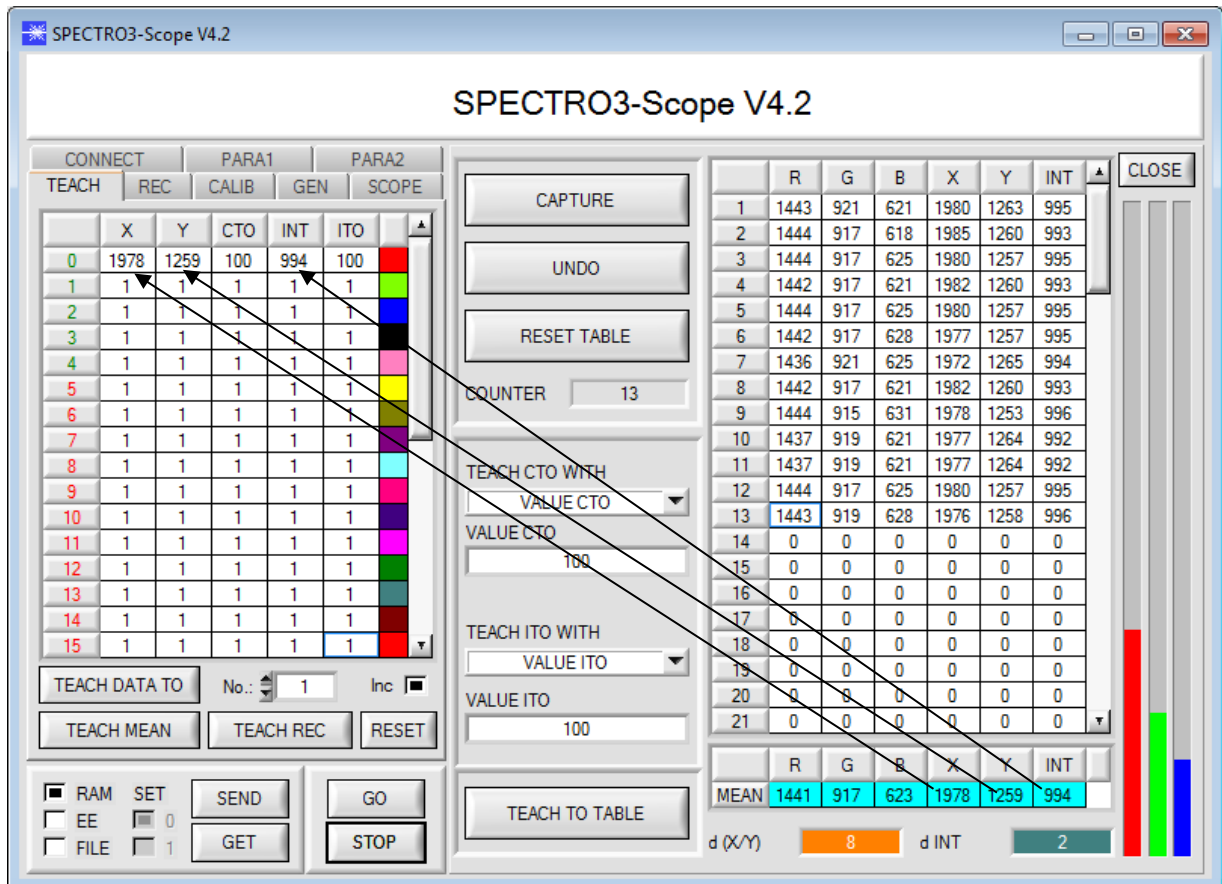 SPECTRO3-Scope V4.2
SPECTRO3-Scope V4.2
CONNECT PARA1 PARA2
TEACH REC CALIB GEN SCOPE
X Y CTO INT ITO
0 1978 1259 100 994 100
1 1 1 1 1 1
2 1 1 1 1 1
3 1 1 1 1 1
4 1 1 1 1 1
5 1 1 1 1 1
6 1 1 1 1 1
7 1 1 1 1 1
8 1 1 1 1 1
9 1 1 1 1 1
10 1 1 1 1 1
11 1 1 1 1 1
12 1 1 1 1 1
13 1 1 1 1 1
14 1 1 1 1 1
15 1 1 1 1 1
TEACH DATA TO No.: 1 Inc
TEACH MEAN TEACH REC RESET
RAM SET
EE 0
FILE 1
SEND
GET
GO
STOP
CAPTURE
UNDO
RESET TABLE
COUNTER 13
TEACH CTO WITH
VALUE CTO
VALUE CTO
100
TEACH ITO WITH
VALUE ITO
VALUE ITO
100
TEACH TO TABLE
R G B X Y INT
1 1443 921 621 1980 1263 995
2 1444 917 618 1985 1260 993
3 1444 917 625 1980 1257 995
4 1442 917 621 1982 1260 993
5 1444 917 625 1980 1257 995
6 1442 917 628 1977 1257 995
7 1436 921 625 1972 1265 994
8 1442 917 621 1982 1260 993
9 1444 915 631 1978 1253 996
10 1437 919 621 1977 1264 992
11 1437 919 621 1977 1264 992
12 1444 917 625 1980 1257 995
13 1443 919 628 1976 1258 996
14 0 0 0 0 0 0
15 0 0 0 0 0 0
16 0 0 0 0 0 0
17 0 0 0 0 0 0
18 0 0 0 0 0 0
19 0 0 0 0 0 0
20 0 0 0 0 0 0
21 0 0 0 0 0 0
R G B X Y INT
MEAN 1441 917 623 1978 1259 994
d (X/Y) 8 d INT 2
CLOSE